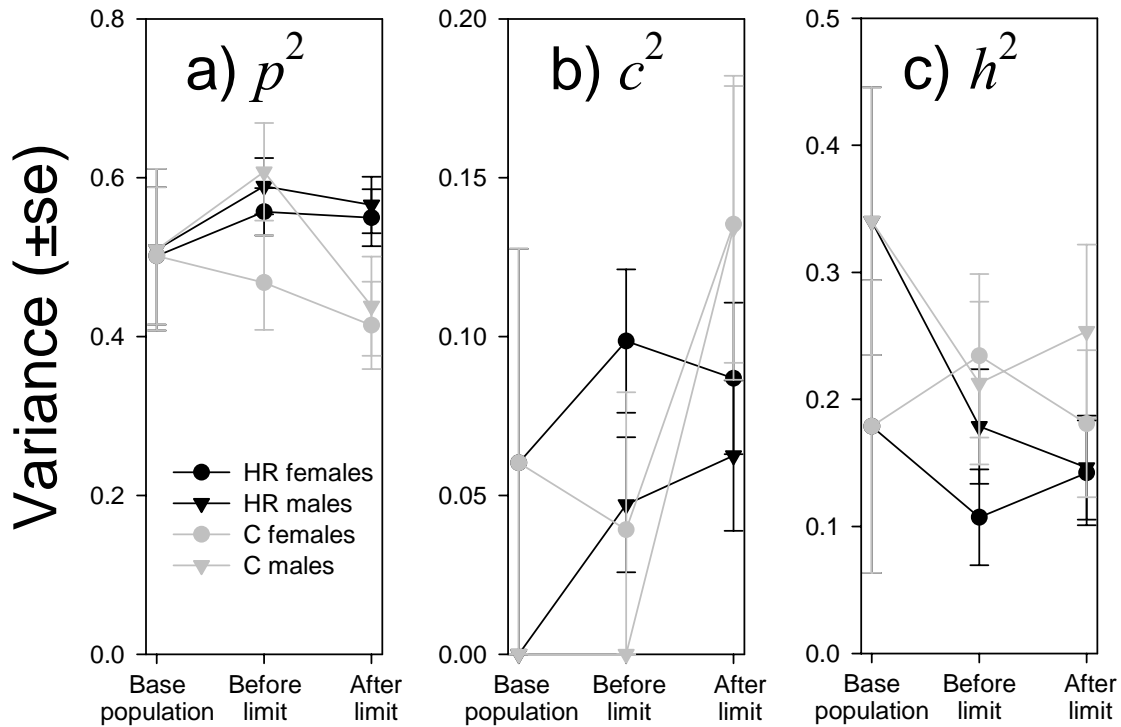 Variance (±se)
a) p²
0.8
0.6
0.4
0.2
0.0
HR females
HR males
C females
C males
Base population
Before limit
After limit
b) c²
0.20
0.15
0.10
0.05
0.00
Base population
Before limit
After limit
c) h²
0.5
0.4
0.3
0.2
0.1
0.0
Base population
Before limit
After limit